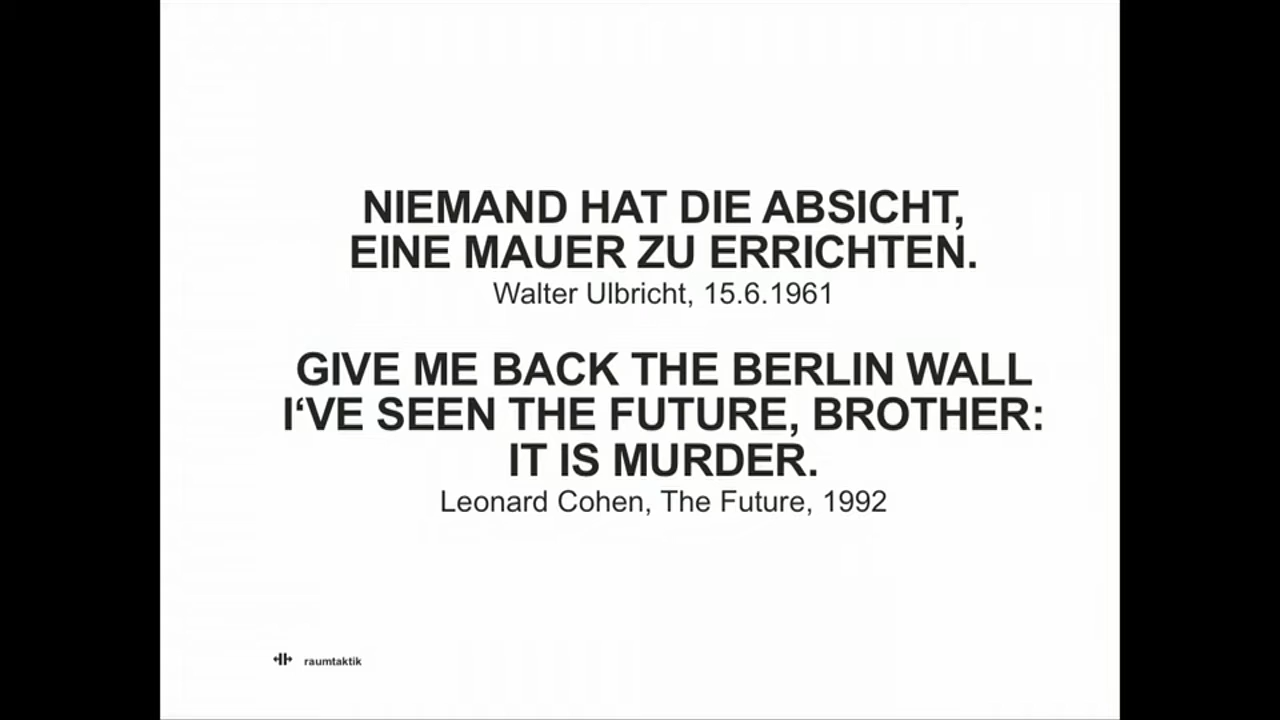 NIEMAND HAT DIE ABSICHT,
EINE MAUER ZU ERRICHTEN.
Walter Ulbricht, 15.6.1961
GIVE ME BACK THE BERLIN WALL
I‘VE SEEN THE FUTURE, BROTHER:
IT IS MURDER.
Leonard Cohen, The Future, 1992
raumtaktik